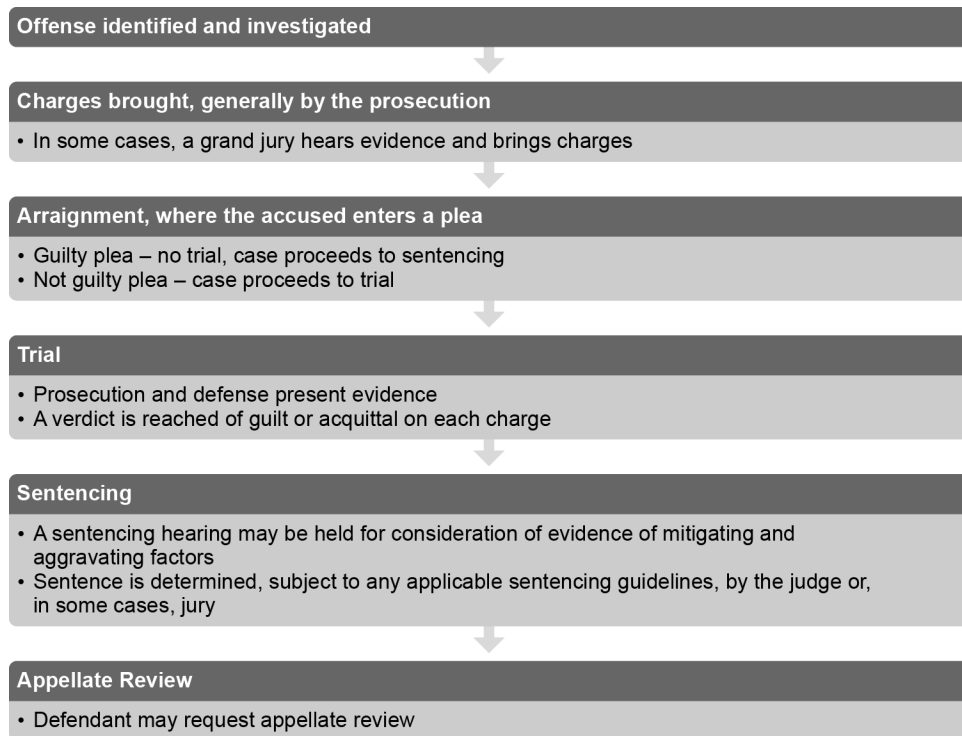 Offense identified and investigated
Charges brought, generally by the prosecution
• In some cases, a grand jury hears evidence and brings charges
Arraignment, where the accused enters a plea
• Guilty plea – no trial, case proceeds to sentencing
• Not guilty plea – case proceeds to trial
Trial
• Prosecution and defense present evidence
• A verdict is reached of guilt or acquittal on each charge
Sentencing
• A sentencing hearing may be held for consideration of evidence of mitigating and
aggravating factors
• Sentence is determined, subject to any applicable sentencing guidelines, by the judge or,
in some cases, jury
Appellate Review
• Defendant may request appellate review